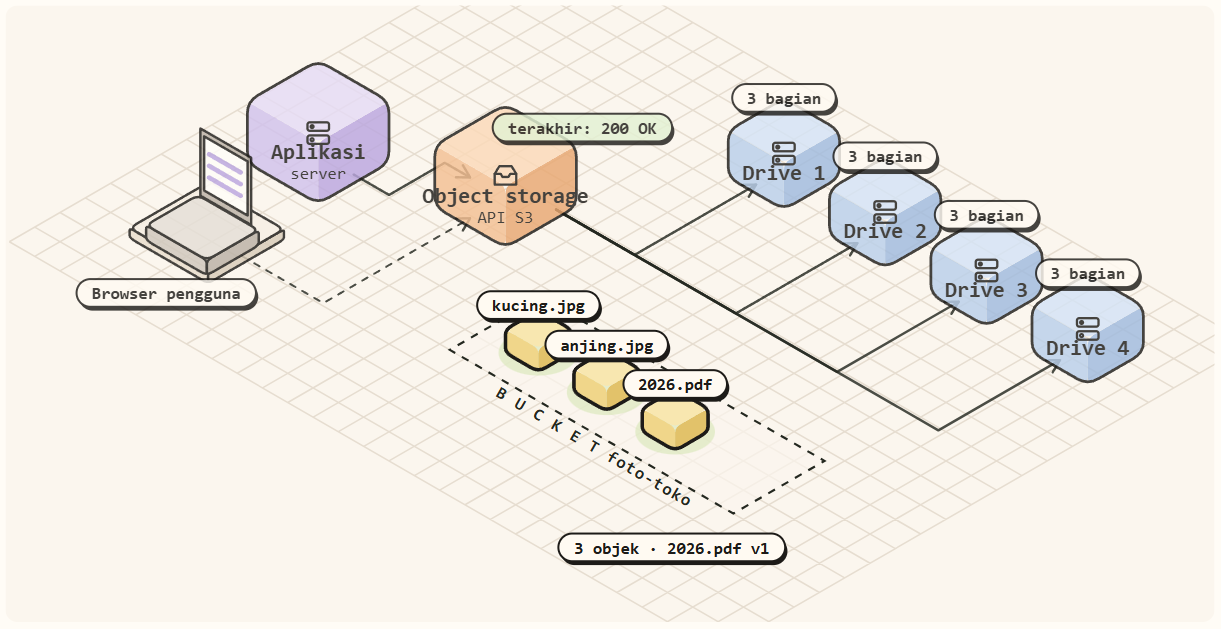 Aplikasi
server
Browser pengguna
terakhir: 200 OK
Object storage
API S3
3 bagian
Drive 1
3 bagian
Drive 2
3 bagian
Drive 3
3 bagian
Drive 4
kucing.jpg
anjing.jpg
2026.pdf
BUCKET foto-toko
3 objek · 2026.pdf v1